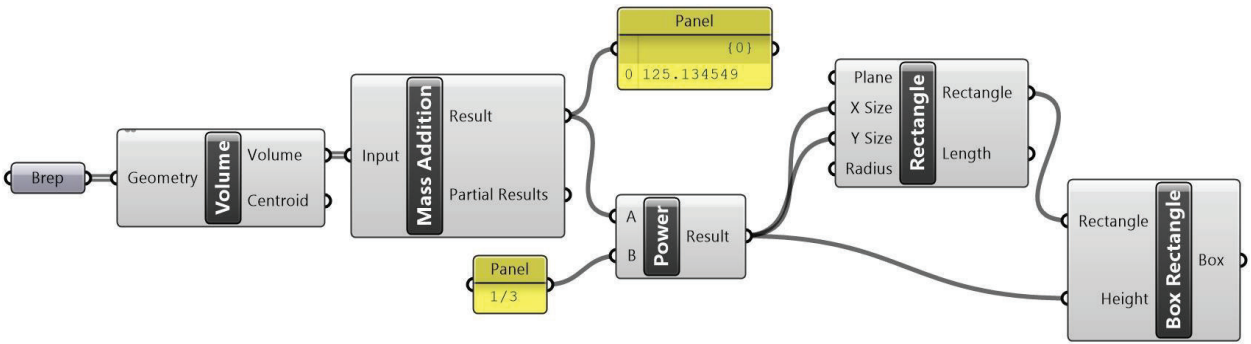 Brep
Geometry
Volume
Volume
Centroid
Input
Mass Addition
Result
Partial Results
Panel
{0}
0 125.134549
Panel
1/3
A
B
Power
Result
Plane
X Size
Y Size
Radius
Rectangle
Rectangle
Length
Rectangle
Height
Box Rectangle
Box